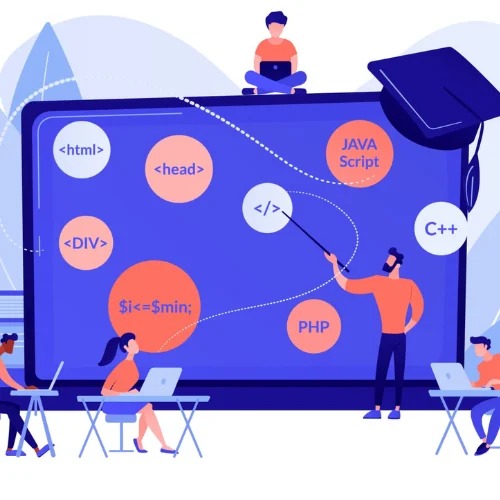 <html>
<head>
JAVA
Script
</>
C++
<DIV>
$i<=$min;
PHP